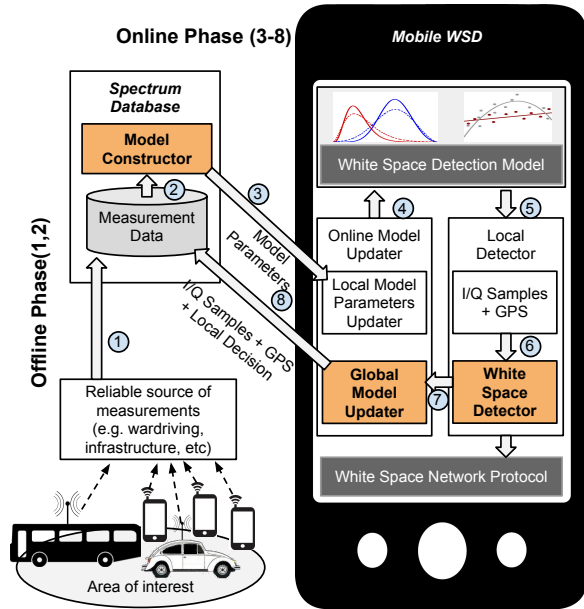 Online Phase (3-8)
Mobile WSD
Spectrum
Database
Model
Constructor
2
Measurement
Data
3
Model
Parameters
8
I/Q Samples + GPS
+ Local Decision
Offline Phase(1,2)
1
Reliable source of
measurements
(e.g. wardriving,
infrastructure, etc)
Area of interest
White Space Detection Model
4
5
Online Model
Updater
Local Model
Parameters
Updater
Global
Model
Updater
Local
Detector
I/Q Samples
+ GPS
6
White
Space
Detector
7
White Space Network Protocol